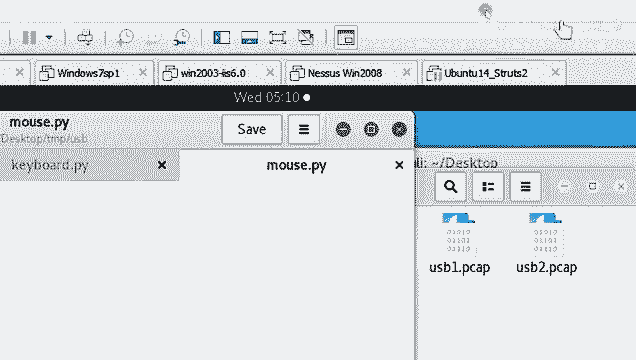 Windows7sp1 win2003-iis6.0 Nessus Win2008 Ubuntu14_Struts2
Wed 05:10
mouse.py
Desktop/tmp/usb
Save
keyboard.py mouse.py
ali: ~/Desktop
usb1.pcap usb2.pcap